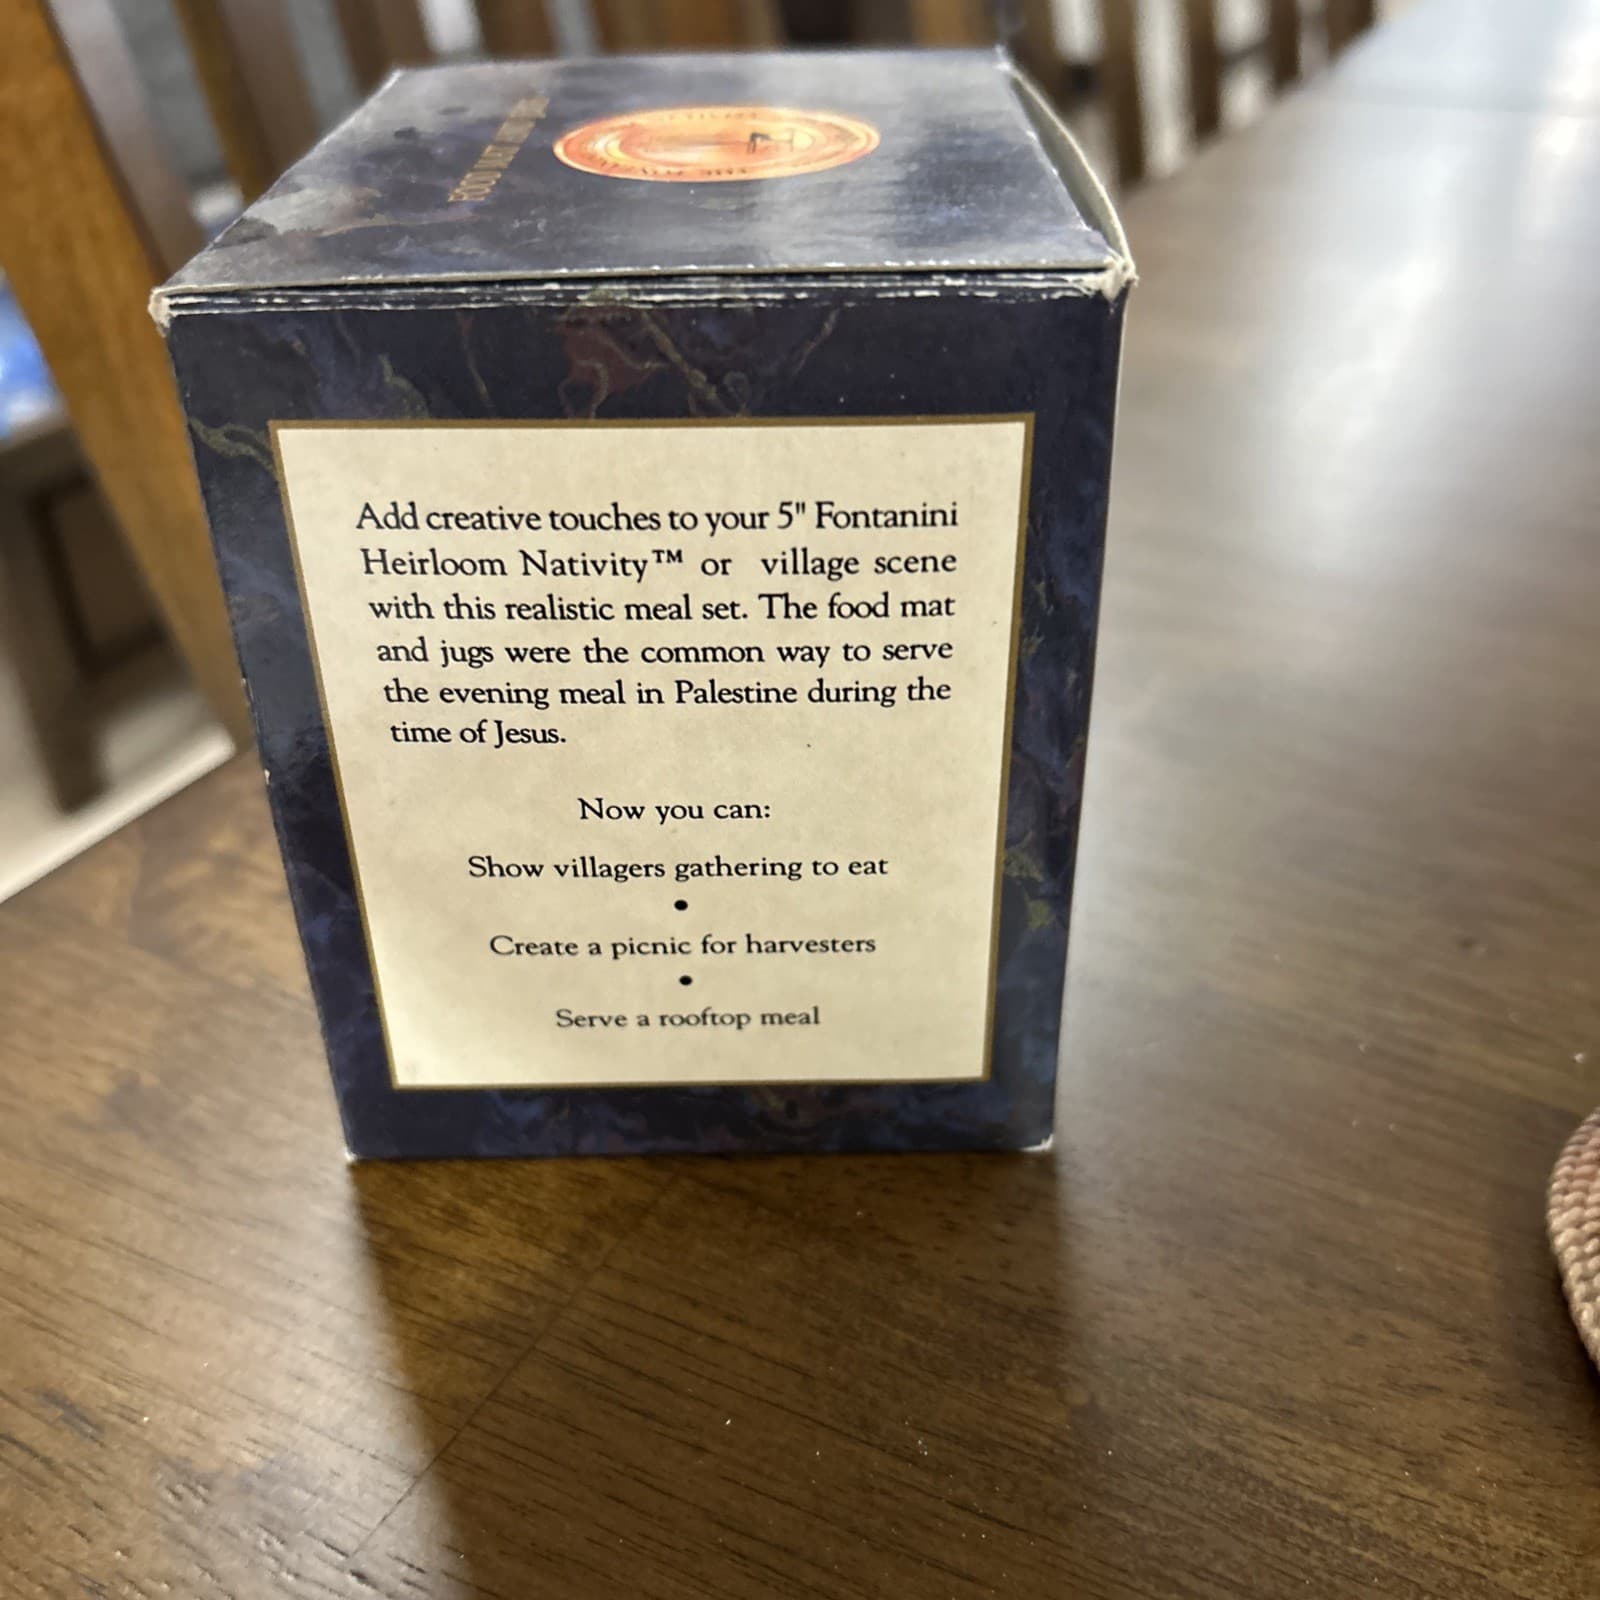 FOOD MAT
Add creative touches to your 5" Fontanini
Heirloom Nativity™ or village scene
with this realistic meal set. The food mat
and jugs were the common way to serve
the evening meal in Palestine during the
time of Jesus.
Now you can:
Show villagers gathering to eat
•
Create a picnic for harvesters
•
Serve a rooftop meal